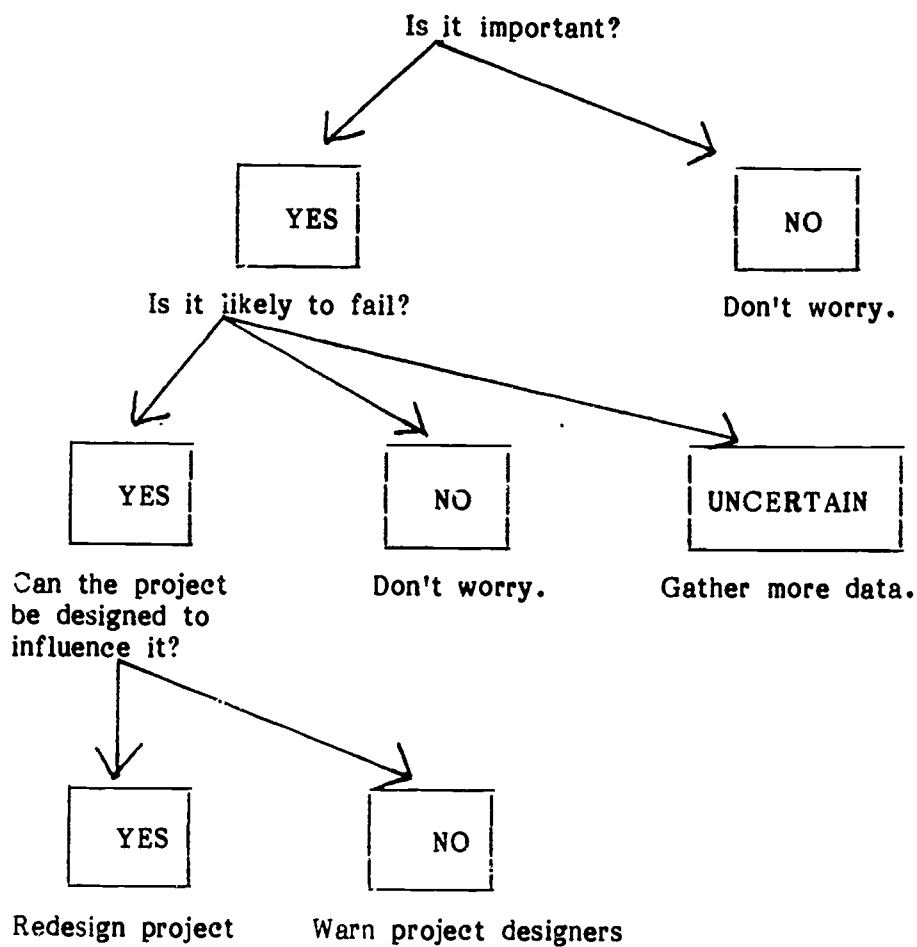 Is it important?
YES
NO
Is it likely to fail?
Don't worry.
YES
NO
UNCERTAIN
Can the project
be designed to
influence it?
Don't worry.
Gather more data.
YES
NO
Redesign project
Warn project designers